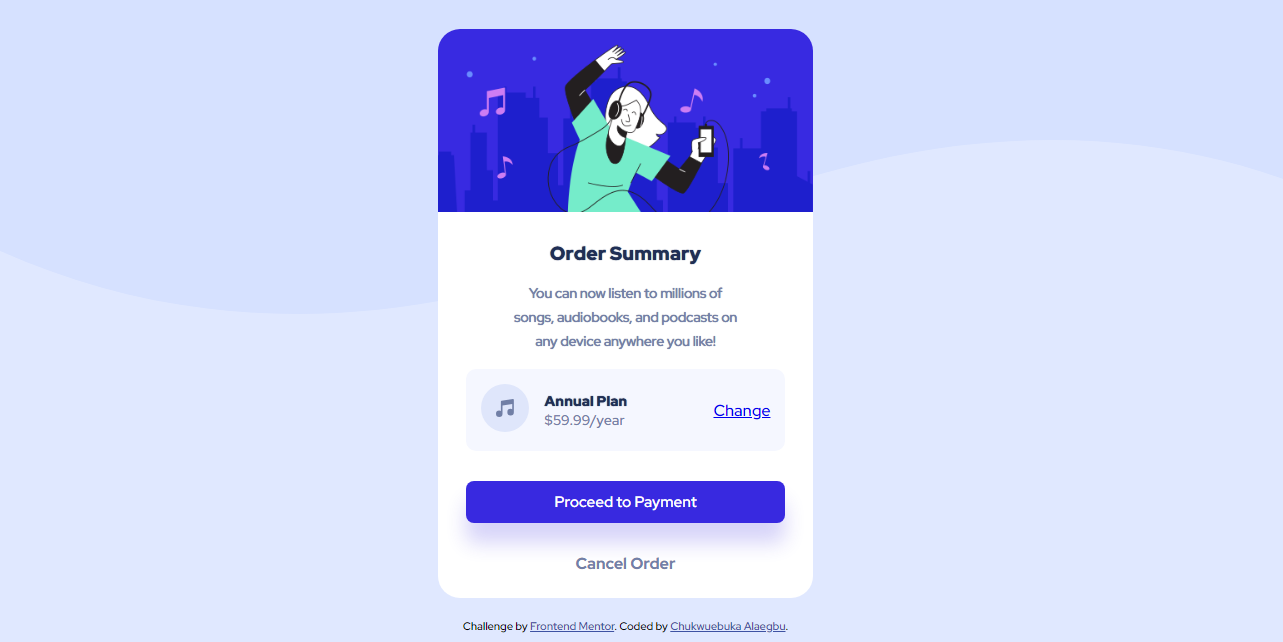 Order Summary
You can now listen to millions of
songs, audiobooks, and podcasts on
any device anywhere you like!
Annual Plan
$59.99/year
Change
Proceed to Payment
Cancel Order
Challenge by Frontend Mentor. Coded by Chukwuebuka Alaegbu.